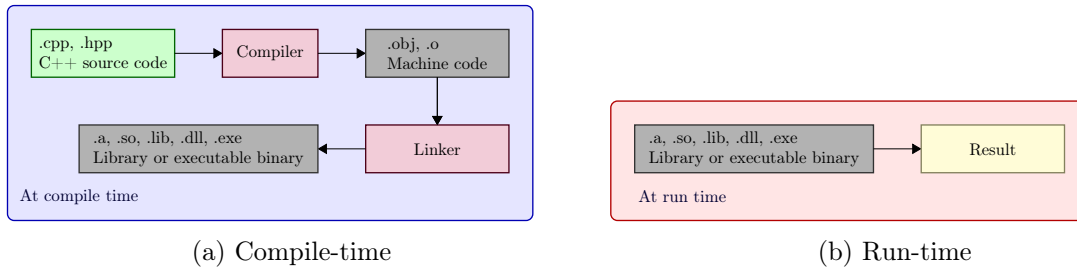 .cpp, .hpp
C++ source code
Compiler
.obj, .o
Machine code
.a, .so, .lib, .dll, .exe
Library or executable binary
Linker
At compile time
(a) Compile-time
.a, .so, .lib, .dll, .exe
Library or executable binary
Result
At run time
(b) Run-time